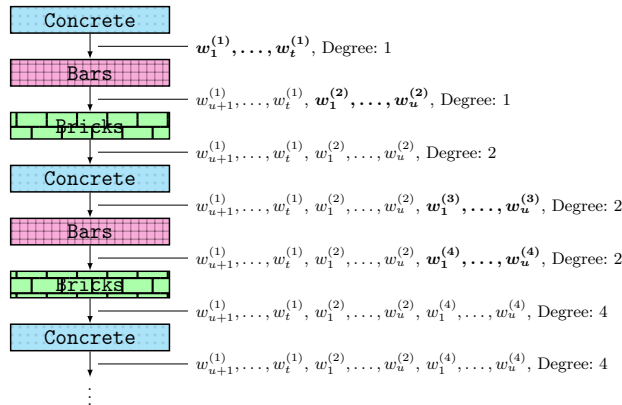 Concrete
w_1^{(1)}, ..., w_t^{(1)}, Degree: 1
Bars
w_{u+1}^{(1)}, ..., w_t^{(1)}, w_1^{(2)}, ..., w_u^{(2)}, Degree: 1
Bricks
w_{u+1}^{(1)}, ..., w_t^{(1)}, w_1^{(2)}, ..., w_u^{(2)}, Degree: 2
Concrete
w_{u+1}^{(1)}, ..., w_t^{(1)}, w_1^{(2)}, ..., w_u^{(2)}, w_1^{(3)}, ..., w_u^{(3)}, Degree: 2
Bars
w_{u+1}^{(1)}, ..., w_t^{(1)}, w_1^{(2)}, ..., w_u^{(2)}, w_1^{(4)}, ..., w_u^{(4)}, Degree: 2
Bricks
w_{u+1}^{(1)}, ..., w_t^{(1)}, w_1^{(2)}, ..., w_u^{(2)}, w_1^{(4)}, ..., w_u^{(4)}, Degree: 4
Concrete
w_{u+1}^{(1)}, ..., w_t^{(1)}, w_1^{(2)}, ..., w_u^{(2)}, w_1^{(4)}, ..., w_u^{(4)}, Degree: 4
⋮